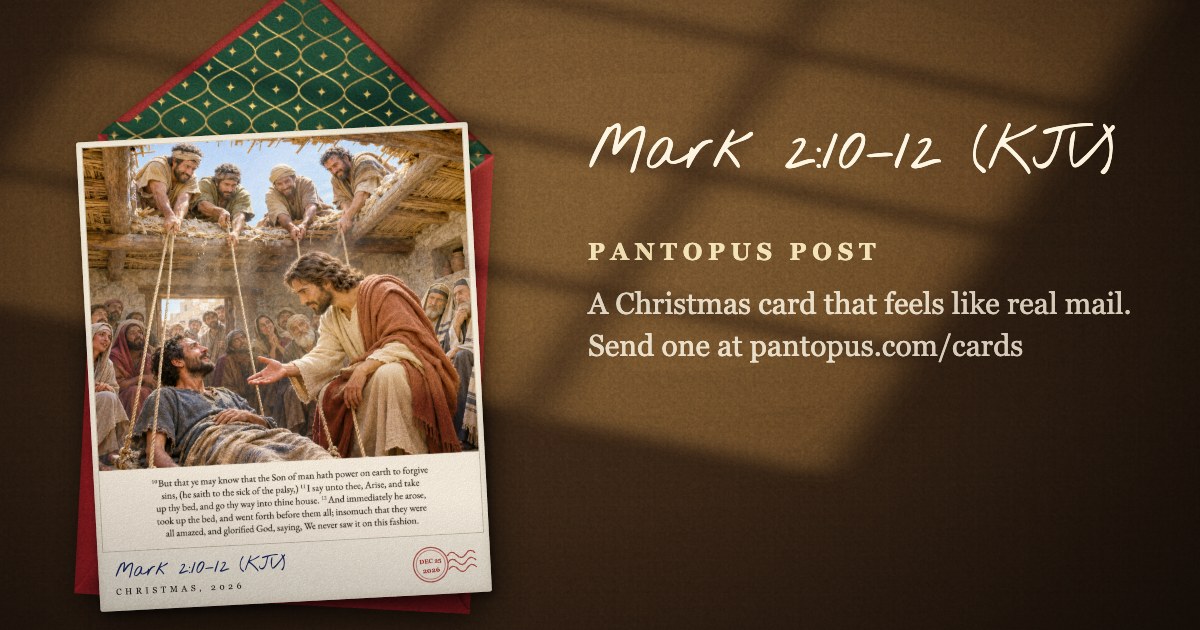 ¹⁰But that ye may know that the Son of man hath power on earth to forgive
sins, (he saith to the sick of the palsy,) ¹¹I say unto thee, Arise, and take
up thy bed, and go thy way into thine house. ¹²And immediately he arose,
took up the bed, and went forth before them all; insomuch that they were
all amazed, and glorified God, saying, We never saw it on this fashion.
Mark 2:10–12 (KJV)
CHRISTMAS, 2026
DEC 25
2026
Mark 2:10–12 (KJV)
PANTOPUS POST
A Christmas card that feels like real mail.
Send one at pantopus.com/cards